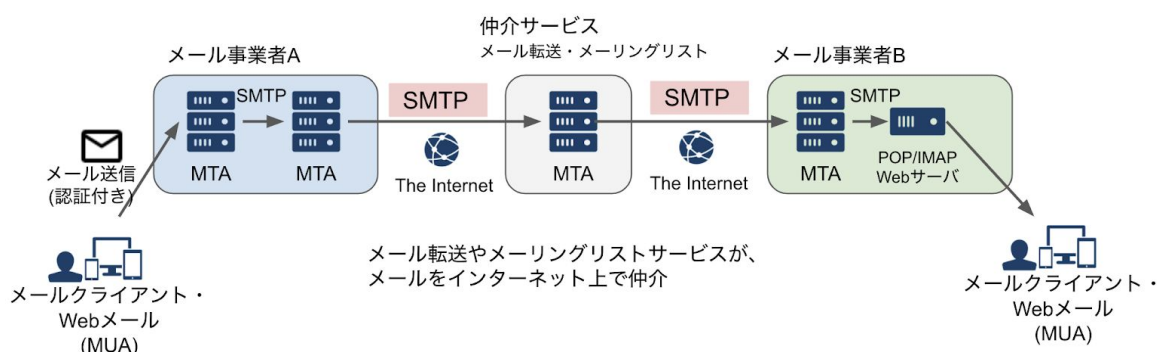 仲介サービス
メール転送・メーリングリスト
メール事業者A
メール事業者B
SMTP
SMTP
SMTP
SMTP
MTA
MTA
MTA
MTA
POP/IMAP
Webサーバ
The Internet
The Internet
メール送信
(認証付き)
メール転送やメーリングリストサービスが、
メールをインターネット上で仲介
メールクライアント・
Webメール
(MUA)
メールクライアント・
Webメール
(MUA)